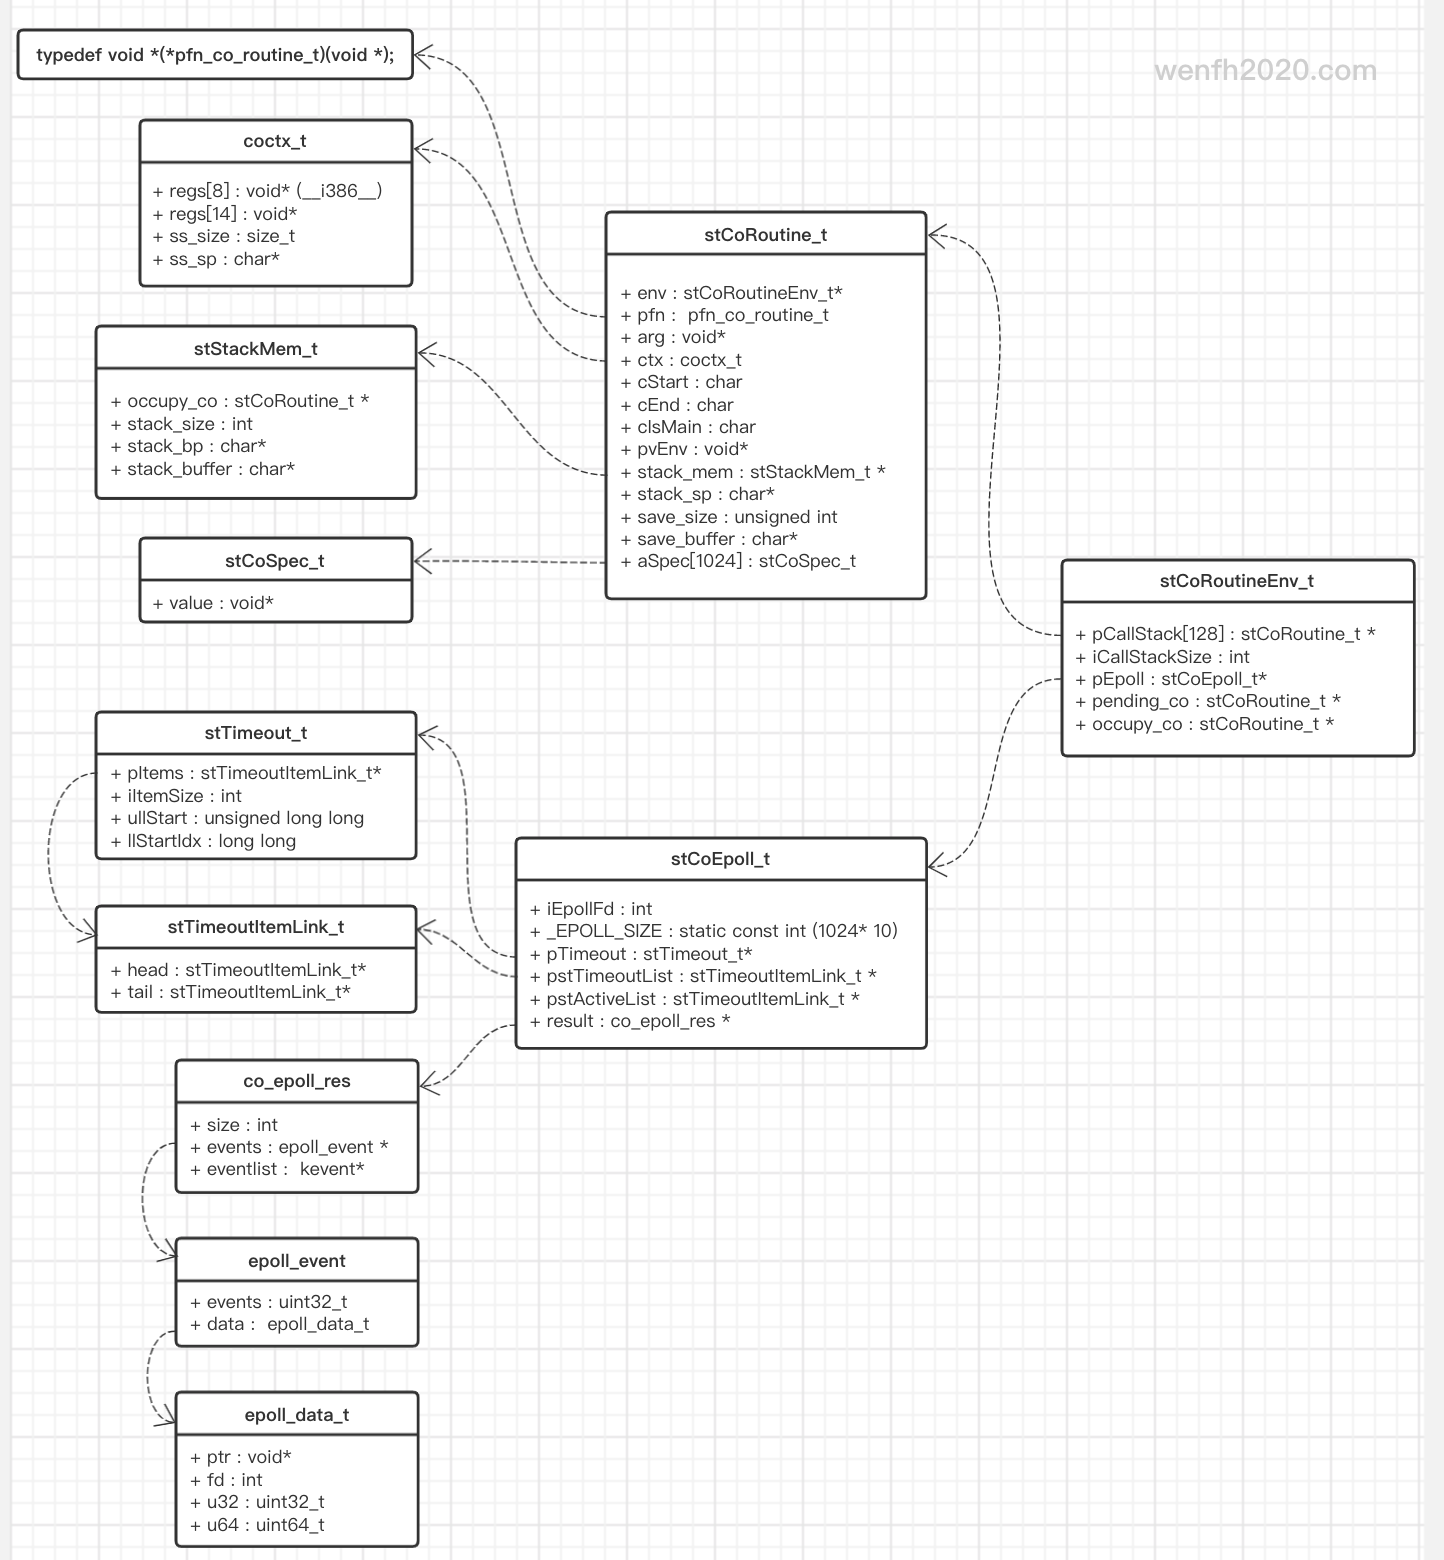 typedef void *(*pfn_co_routine_t)(void *);
wenfh2020.com
coctx_t
+ regs[8] : void* (__i386__)
+ regs[14] : void*
+ ss_size : size_t
+ ss_sp : char*
stStackMem_t
+ occupy_co : stCoRoutine_t *
+ stack_size : int
+ stack_bp : char*
+ stack_buffer : char*
stCoSpec_t
+ value : void*
stCoRoutine_t
+ env : stCoRoutineEnv_t*
+ pfn :  pfn_co_routine_t
+ arg : void*
+ ctx : coctx_t
+ cStart : char
+ cEnd : char
+ cIsMain : char
+ pvEnv : void*
+ stack_mem : stStackMem_t *
+ stack_sp : char*
+ save_size : unsigned int
+ save_buffer : char*
+ aSpec[1024] : stCoSpec_t
stCoRoutineEnv_t
+ pCallStack[128] : stCoRoutine_t *
+ iCallStackSize : int
+ pEpoll : stCoEpoll_t*
+ pending_co : stCoRoutine_t *
+ occupy_co : stCoRoutine_t *
stTimeout_t
+ pItems : stTimeoutItemLink_t*
+ iItemSize : int
+ ullStart : unsigned long long
+ llStartIdx : long long
stTimeoutItemLink_t
+ head : stTimeoutItemLink_t*
+ tail : stTimeoutItemLink_t*
stCoEpoll_t
+ iEpollFd : int
+ _EPOLL_SIZE : static const int (1024* 10)
+ pTimeout : stTimeout_t*
+ pstTimeoutList : stTimeoutItemLink_t *
+ pstActiveList : stTimeoutItemLink_t *
+ result : co_epoll_res *
co_epoll_res
+ size : int
+ events : epoll_event *
+ eventlist :  kevent*
epoll_event
+ events : uint32_t
+ data :  epoll_data_t
epoll_data_t
+ ptr : void*
+ fd : int
+ u32 : uint32_t
+ u64 : uint64_t